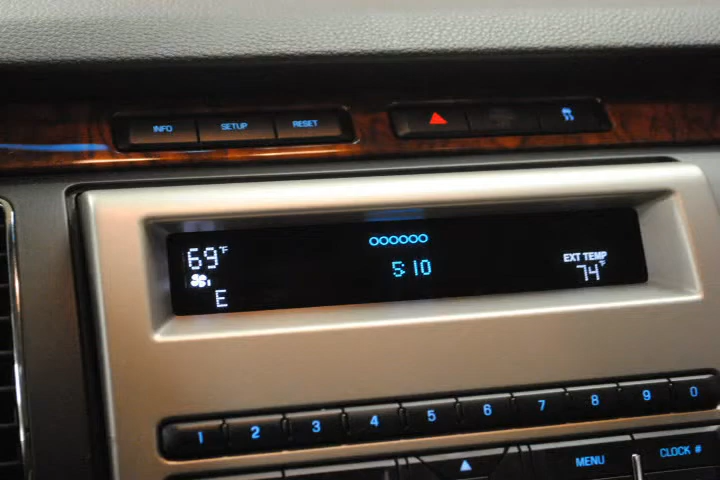 INFO SETUP RESET
69°F
1
E
OOOOOO
5:10
EXT TEMP
74°F
1 2 3 4 5 6 7 8 9 0
MENU CLOCK #